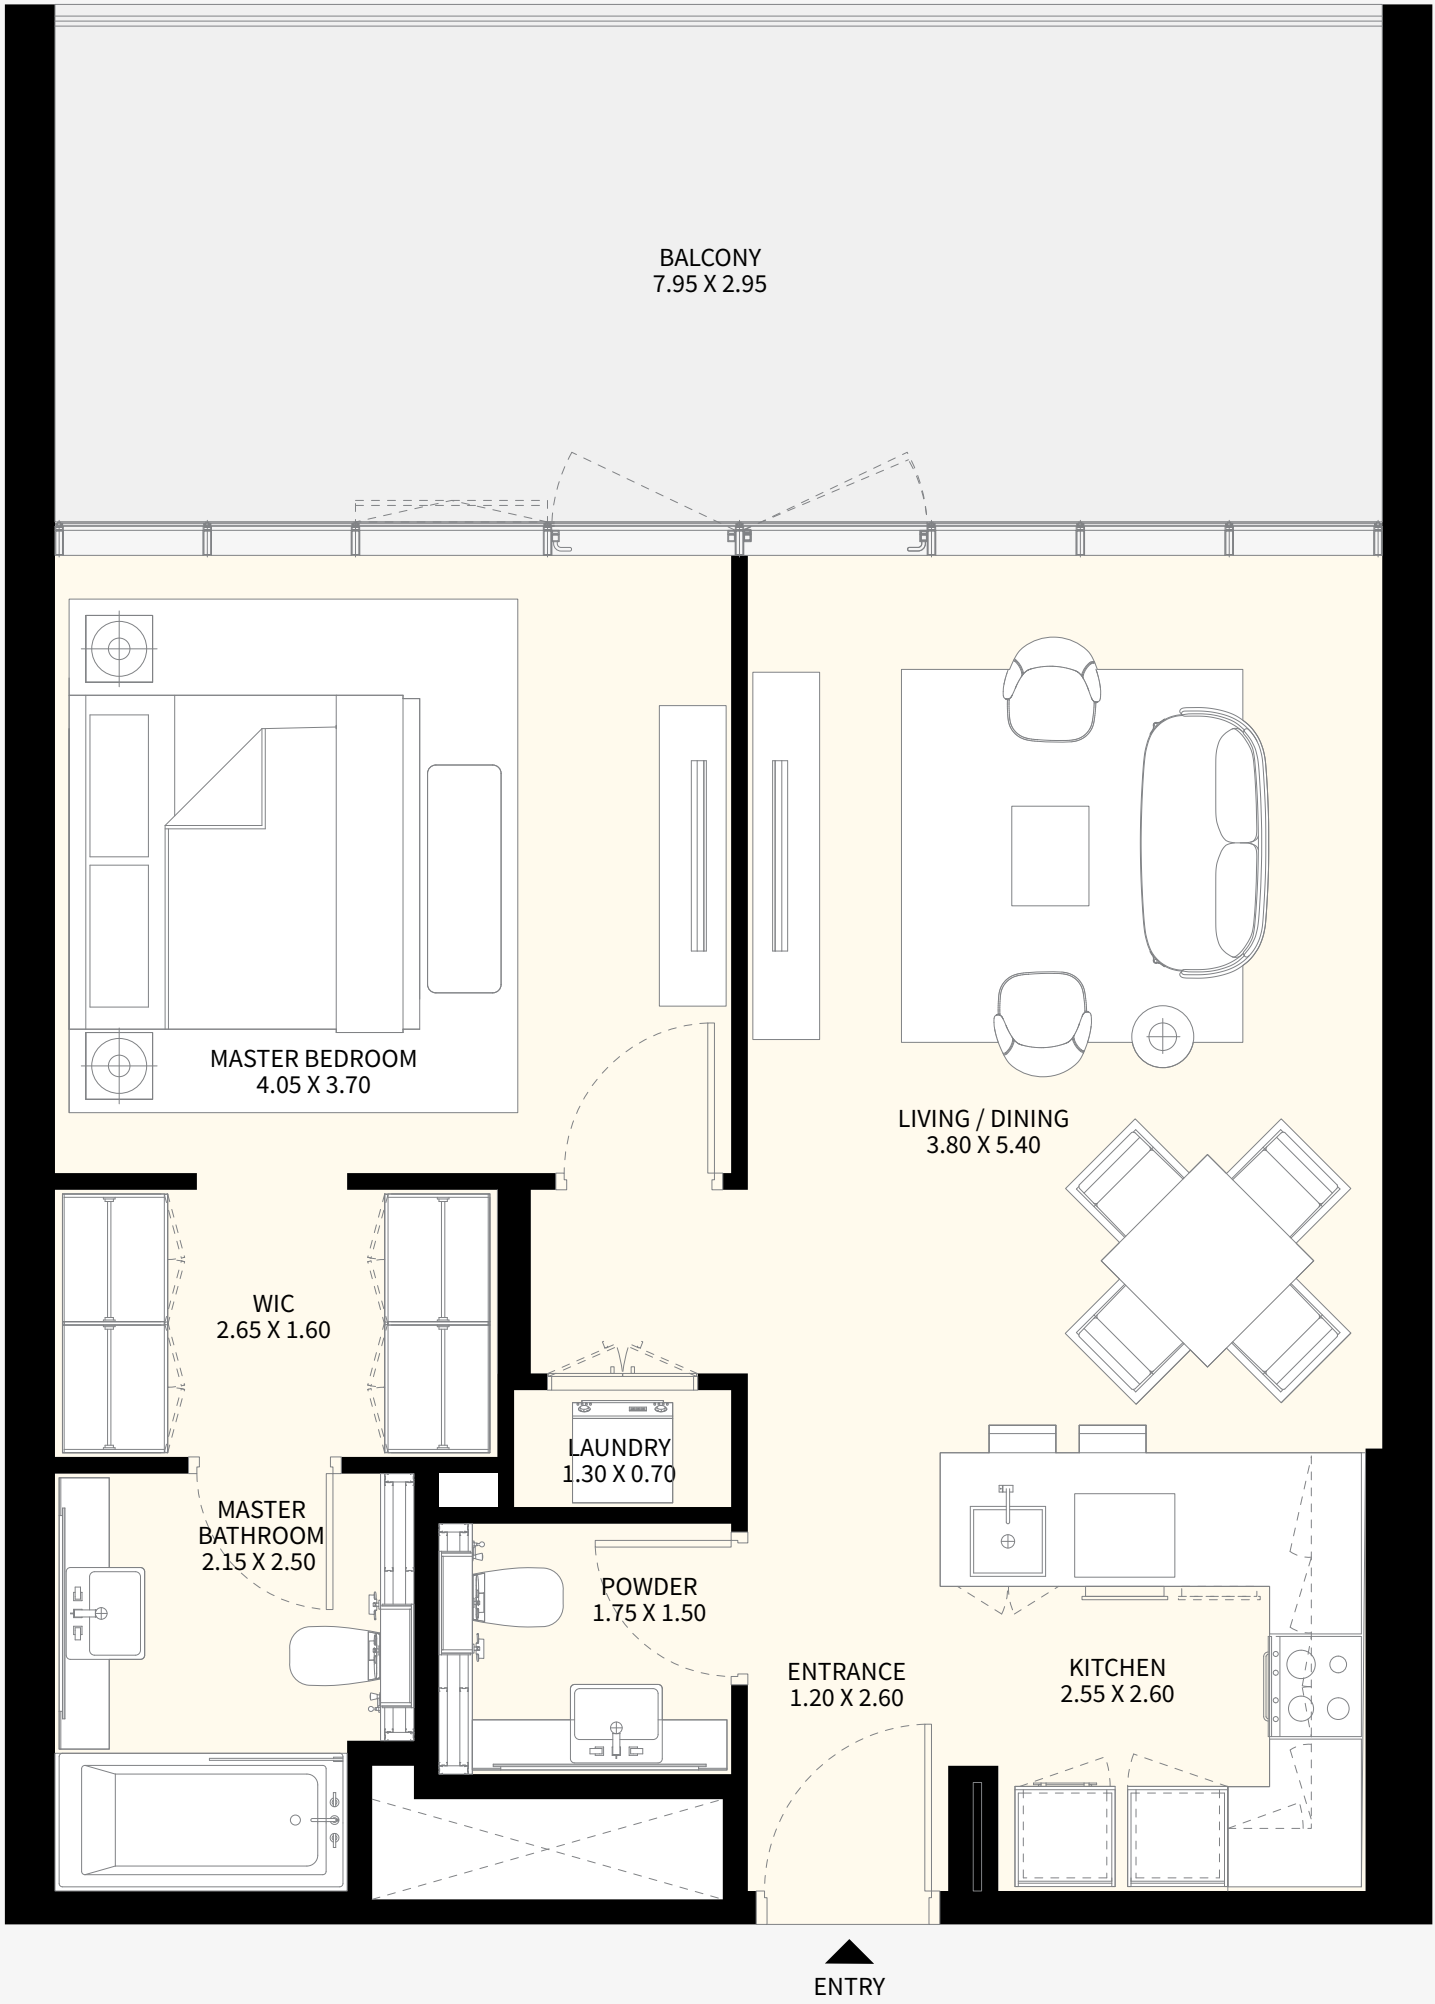 BALCONY
7.95 X 2.95
MASTER BEDROOM
4.05 X 3.70
LIVING / DINING
3.80 X 5.40
WIC
2.65 X 1.60
LAUNDRY
1.30 X 0.70
MASTER
BATHROOM
2.15 X 2.50
POWDER
1.75 X 1.50
ENTRANCE
1.20 X 2.60
KITCHEN
2.55 X 2.60
ENTRY